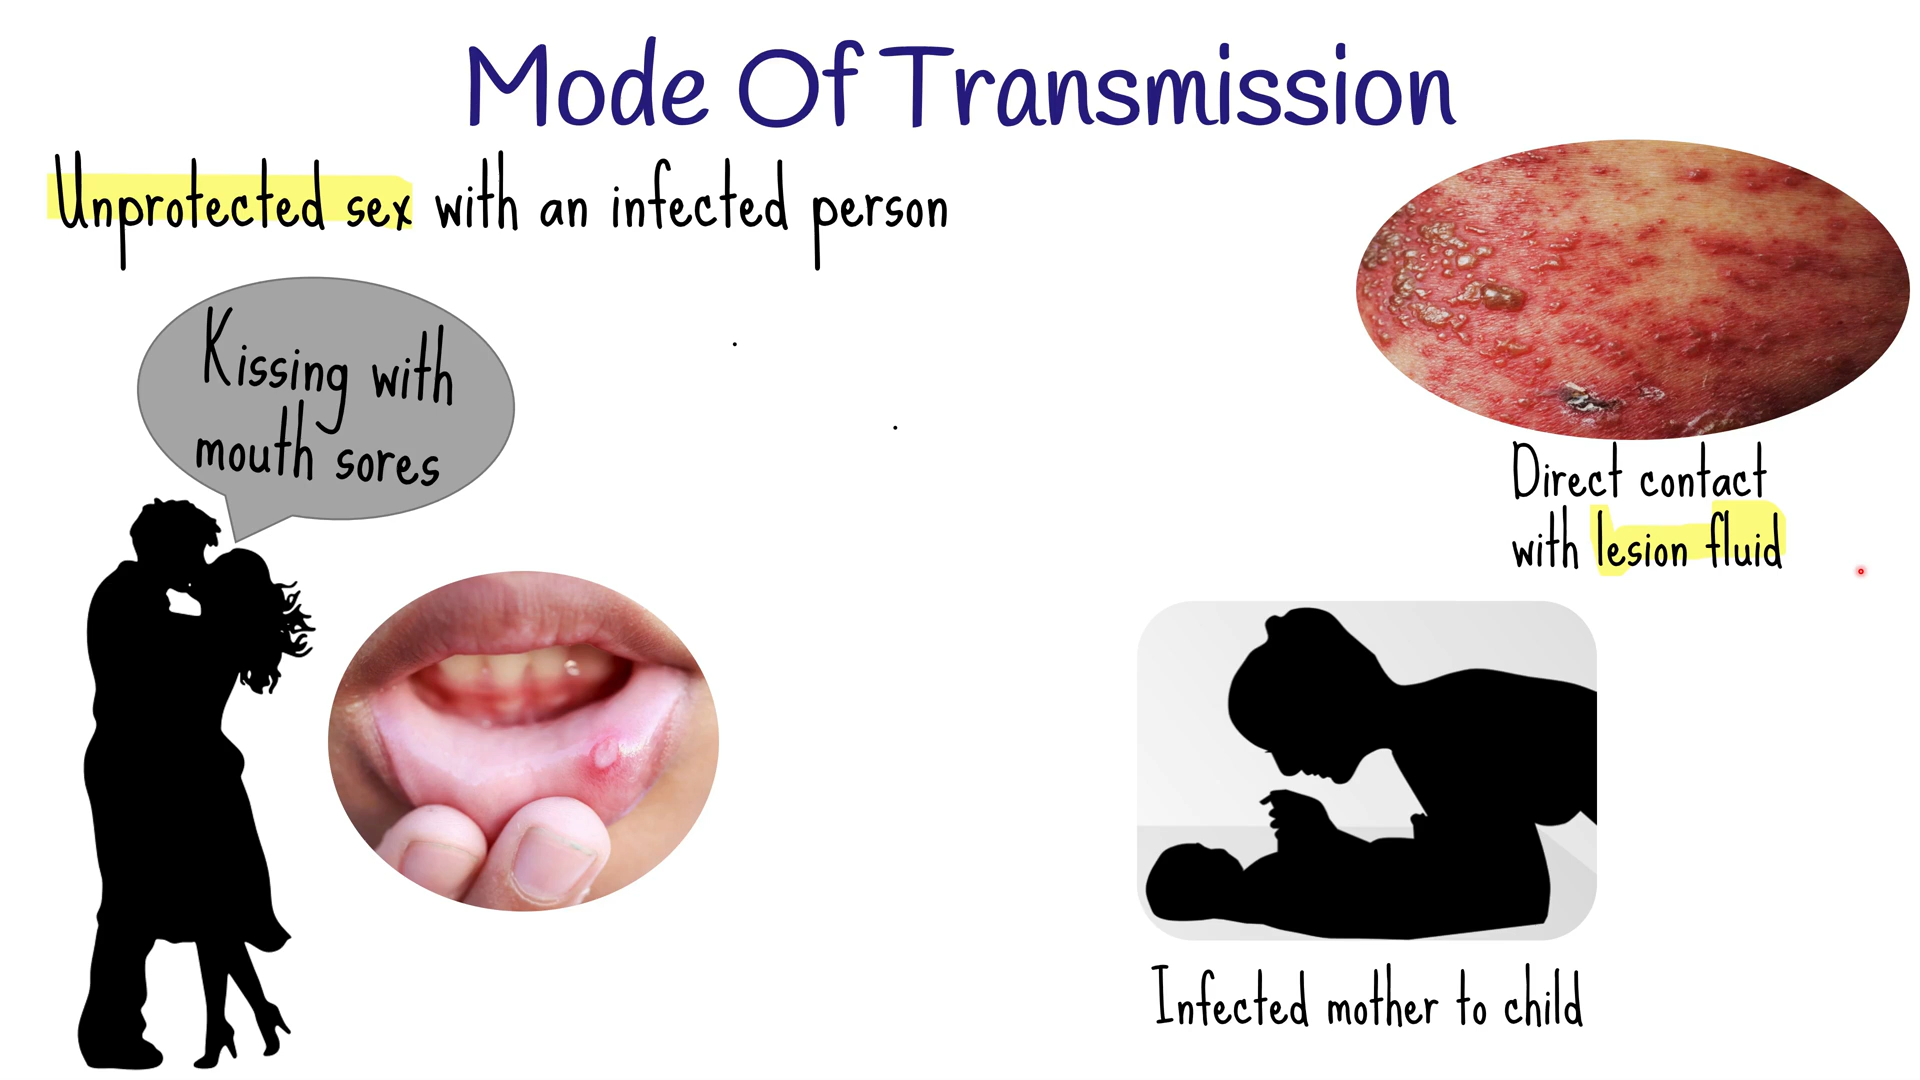 Mode Of Transmission
Unprotected sex with an infected person
Kissing with
mouth sores
Direct contact
with lesion fluid
Infected mother to child